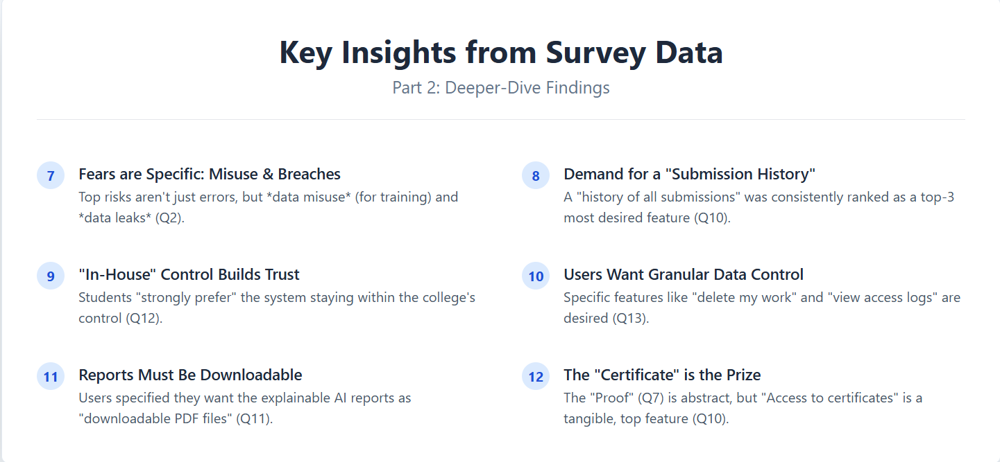 Key Insights from Survey Data
Part 2: Deeper-Dive Findings
7
Fears are Specific: Misuse & Breaches
Top risks aren't just errors, but *data misuse* (for training) and
*data leaks* (Q2).
8
Demand for a "Submission History"
A "history of all submissions" was consistently ranked as a top-3
most desired feature (Q10).
9
"In-House" Control Builds Trust
Students "strongly prefer" the system staying within the college's
control (Q12).
10
Users Want Granular Data Control
Specific features like "delete my work" and "view access logs" are
desired (Q13).
11
Reports Must Be Downloadable
Users specified they want the explainable AI reports as
"downloadable PDF files" (Q11).
12
The "Certificate" is the Prize
The "Proof" (Q7) is abstract, but "Access to certificates" is a
tangible, top feature (Q10).